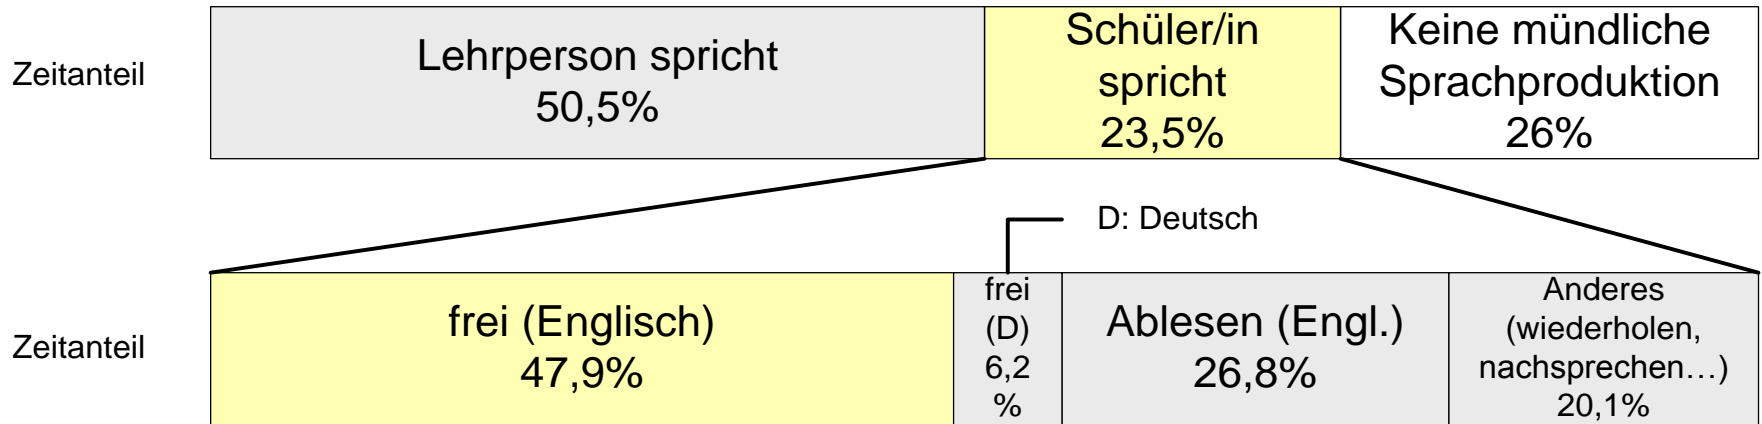 Zeitanteil
Lehrperson spricht
50,5%
Schüler/in
spricht
23,5%
Keine mündliche
Sprachproduktion
26%
D: Deutsch
Zeitanteil
frei (Englisch)
47,9%
frei
(D)
6,2
%
Ablesen (Engl.)
26,8%
Anderes
(wiederholen,
nachsprechen…)
20,1%